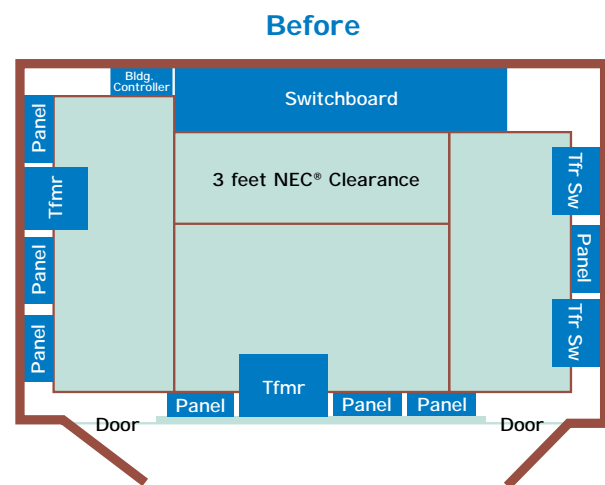 Before
Bldg.
Controller
Switchboard
Panel
Tfmr
Panel
Panel
3 feet NEC® Clearance
Tfr Sw
Panel
Tfr Sw
Tfmr
Panel
Panel
Panel
Door
Door